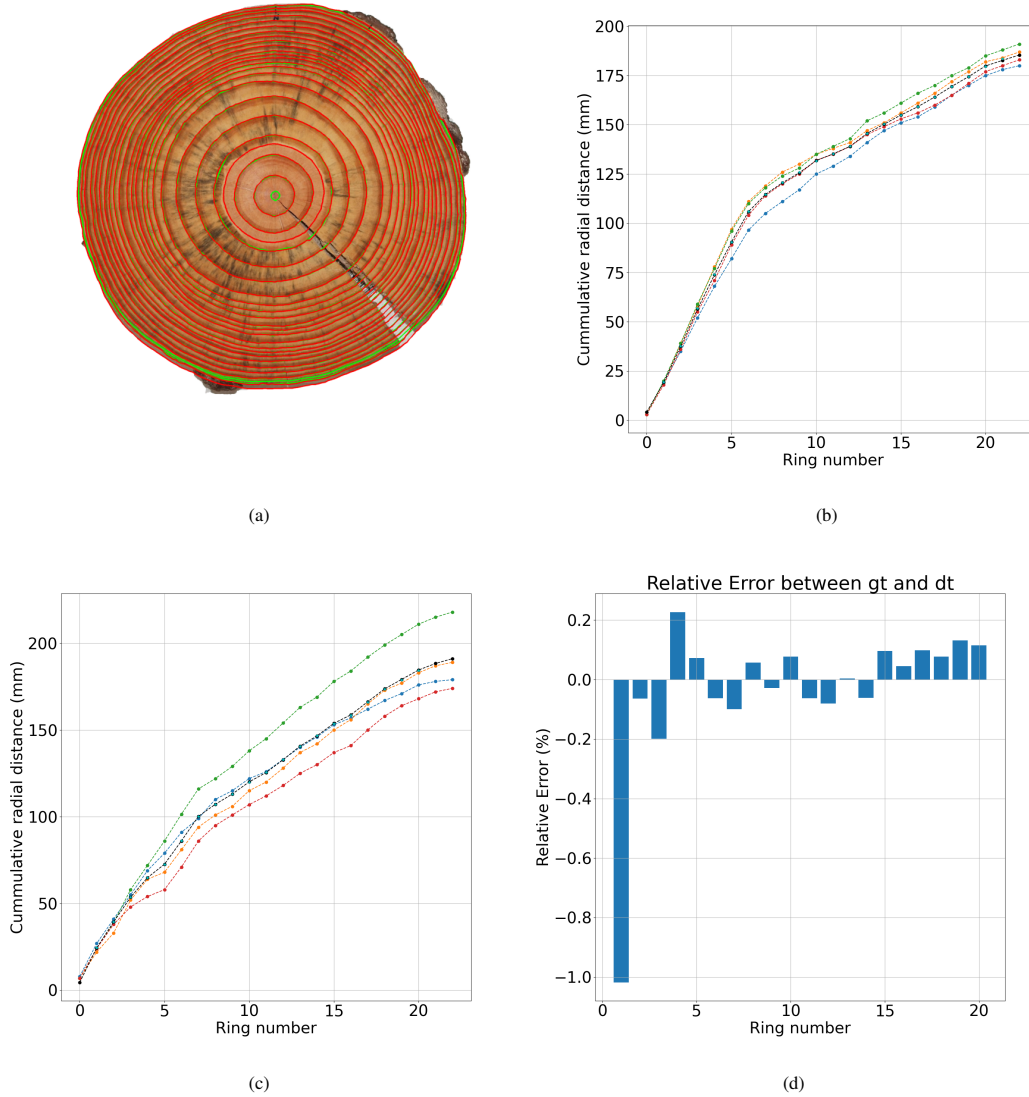 200
175
150
125
100
75
50
25
0
Cummulative radial distance (mm)
0 5 10 15 20
Ring number
(a)
(b)
200
150
100
50
0
Cummulative radial distance (mm)
0 5 10 15 20
Ring number
Relative Error between gt and dt
0.2
0.0
−0.2
−0.4
−0.6
−0.8
−1.0
Relative Error (%)
0 5 10 15 20
Ring number
(c)
(d)